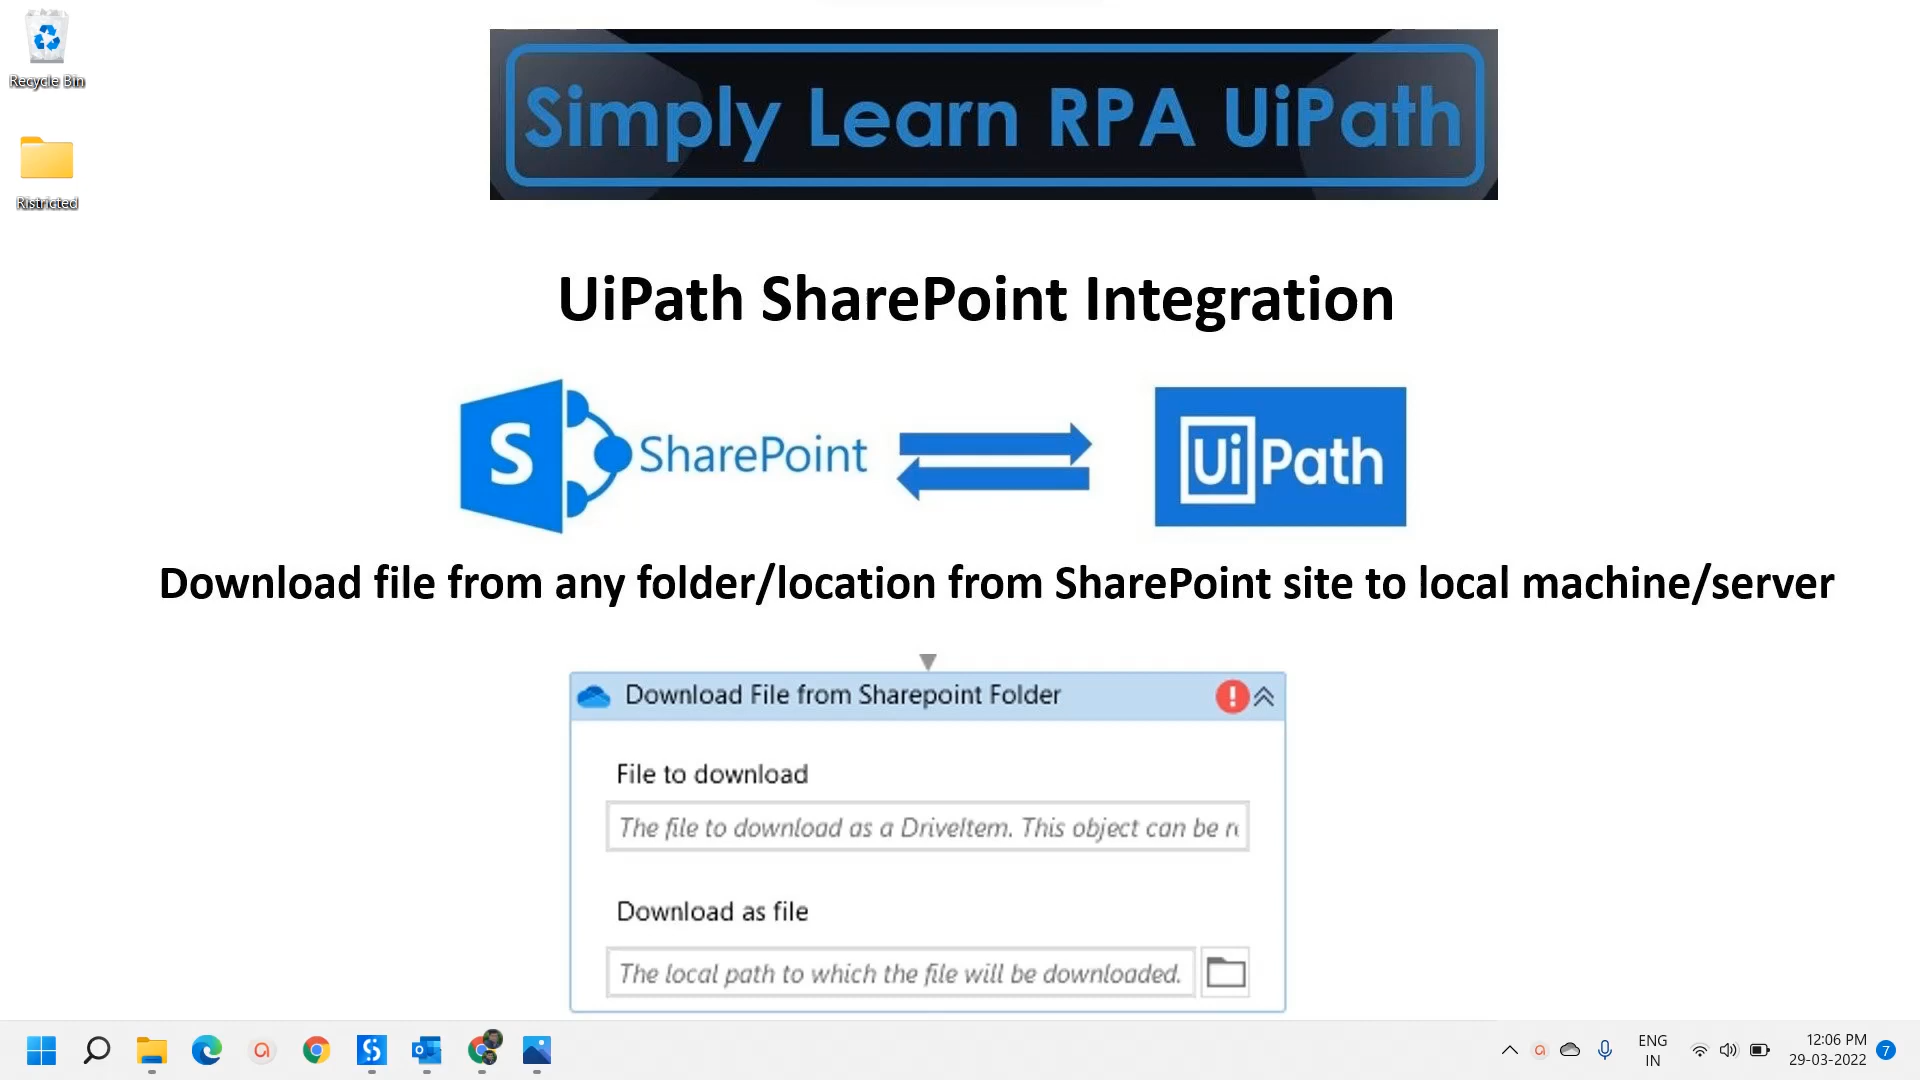 Recycle Bin
Ristricted
Simply Learn RPA UiPath
UiPath SharePoint Integration
S SharePoint
Ui Path
Download file from any folder/location from SharePoint site to local machine/server
Download File from Sharepoint Folder
File to download
The file to download as a DriveItem. This object can be
Download as file
The local path to which the file will be downloaded.
ENG
IN
12:06 PM
29-03-2022
7